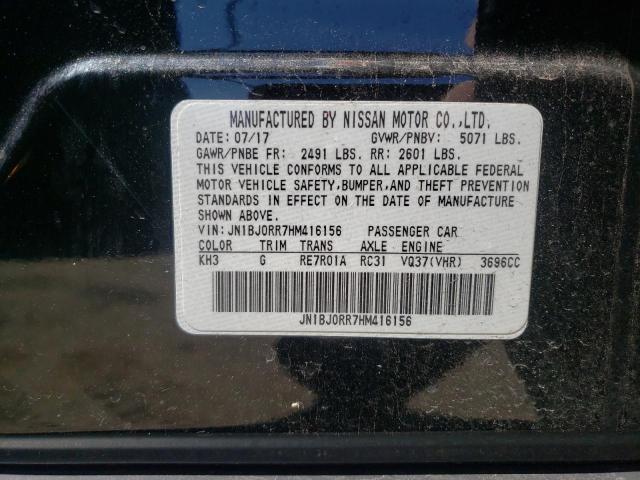 MANUFACTURED BY NISSAN MOTOR CO.,LTD.
DATE: 07/17 GVWR/PNBV: 5071 LBS.
GAWR/PNBE FR: 2491 LBS. RR: 2601 LBS.
THIS VEHICLE CONFORMS TO ALL APPLICABLE FEDERAL
MOTOR VEHICLE SAFETY,BUMPER,AND THEFT PREVENTION
STANDARDS IN EFFECT ON THE DATE OF MANUFACTURE
SHOWN ABOVE.
VIN:JN1BJ0RR7HM416156 PASSENGER CAR
COLOR TRIM TRANS AXLE ENGINE
KH3 G RE7R01A RC31 VQ37(VHR) 3696CC
JN1BJ0RR7HM416156